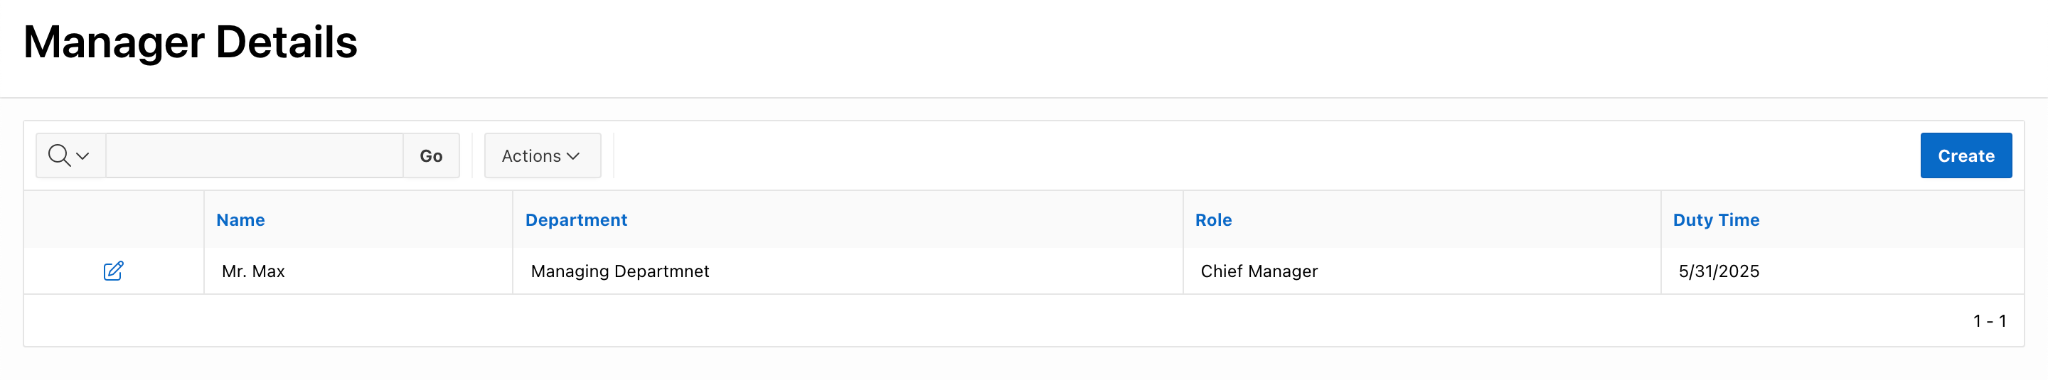 Manager Details
Go Actions Create
Name Department Role Duty Time
Mr. Max Managing Departmnet Chief Manager 5/31/2025
1 - 1